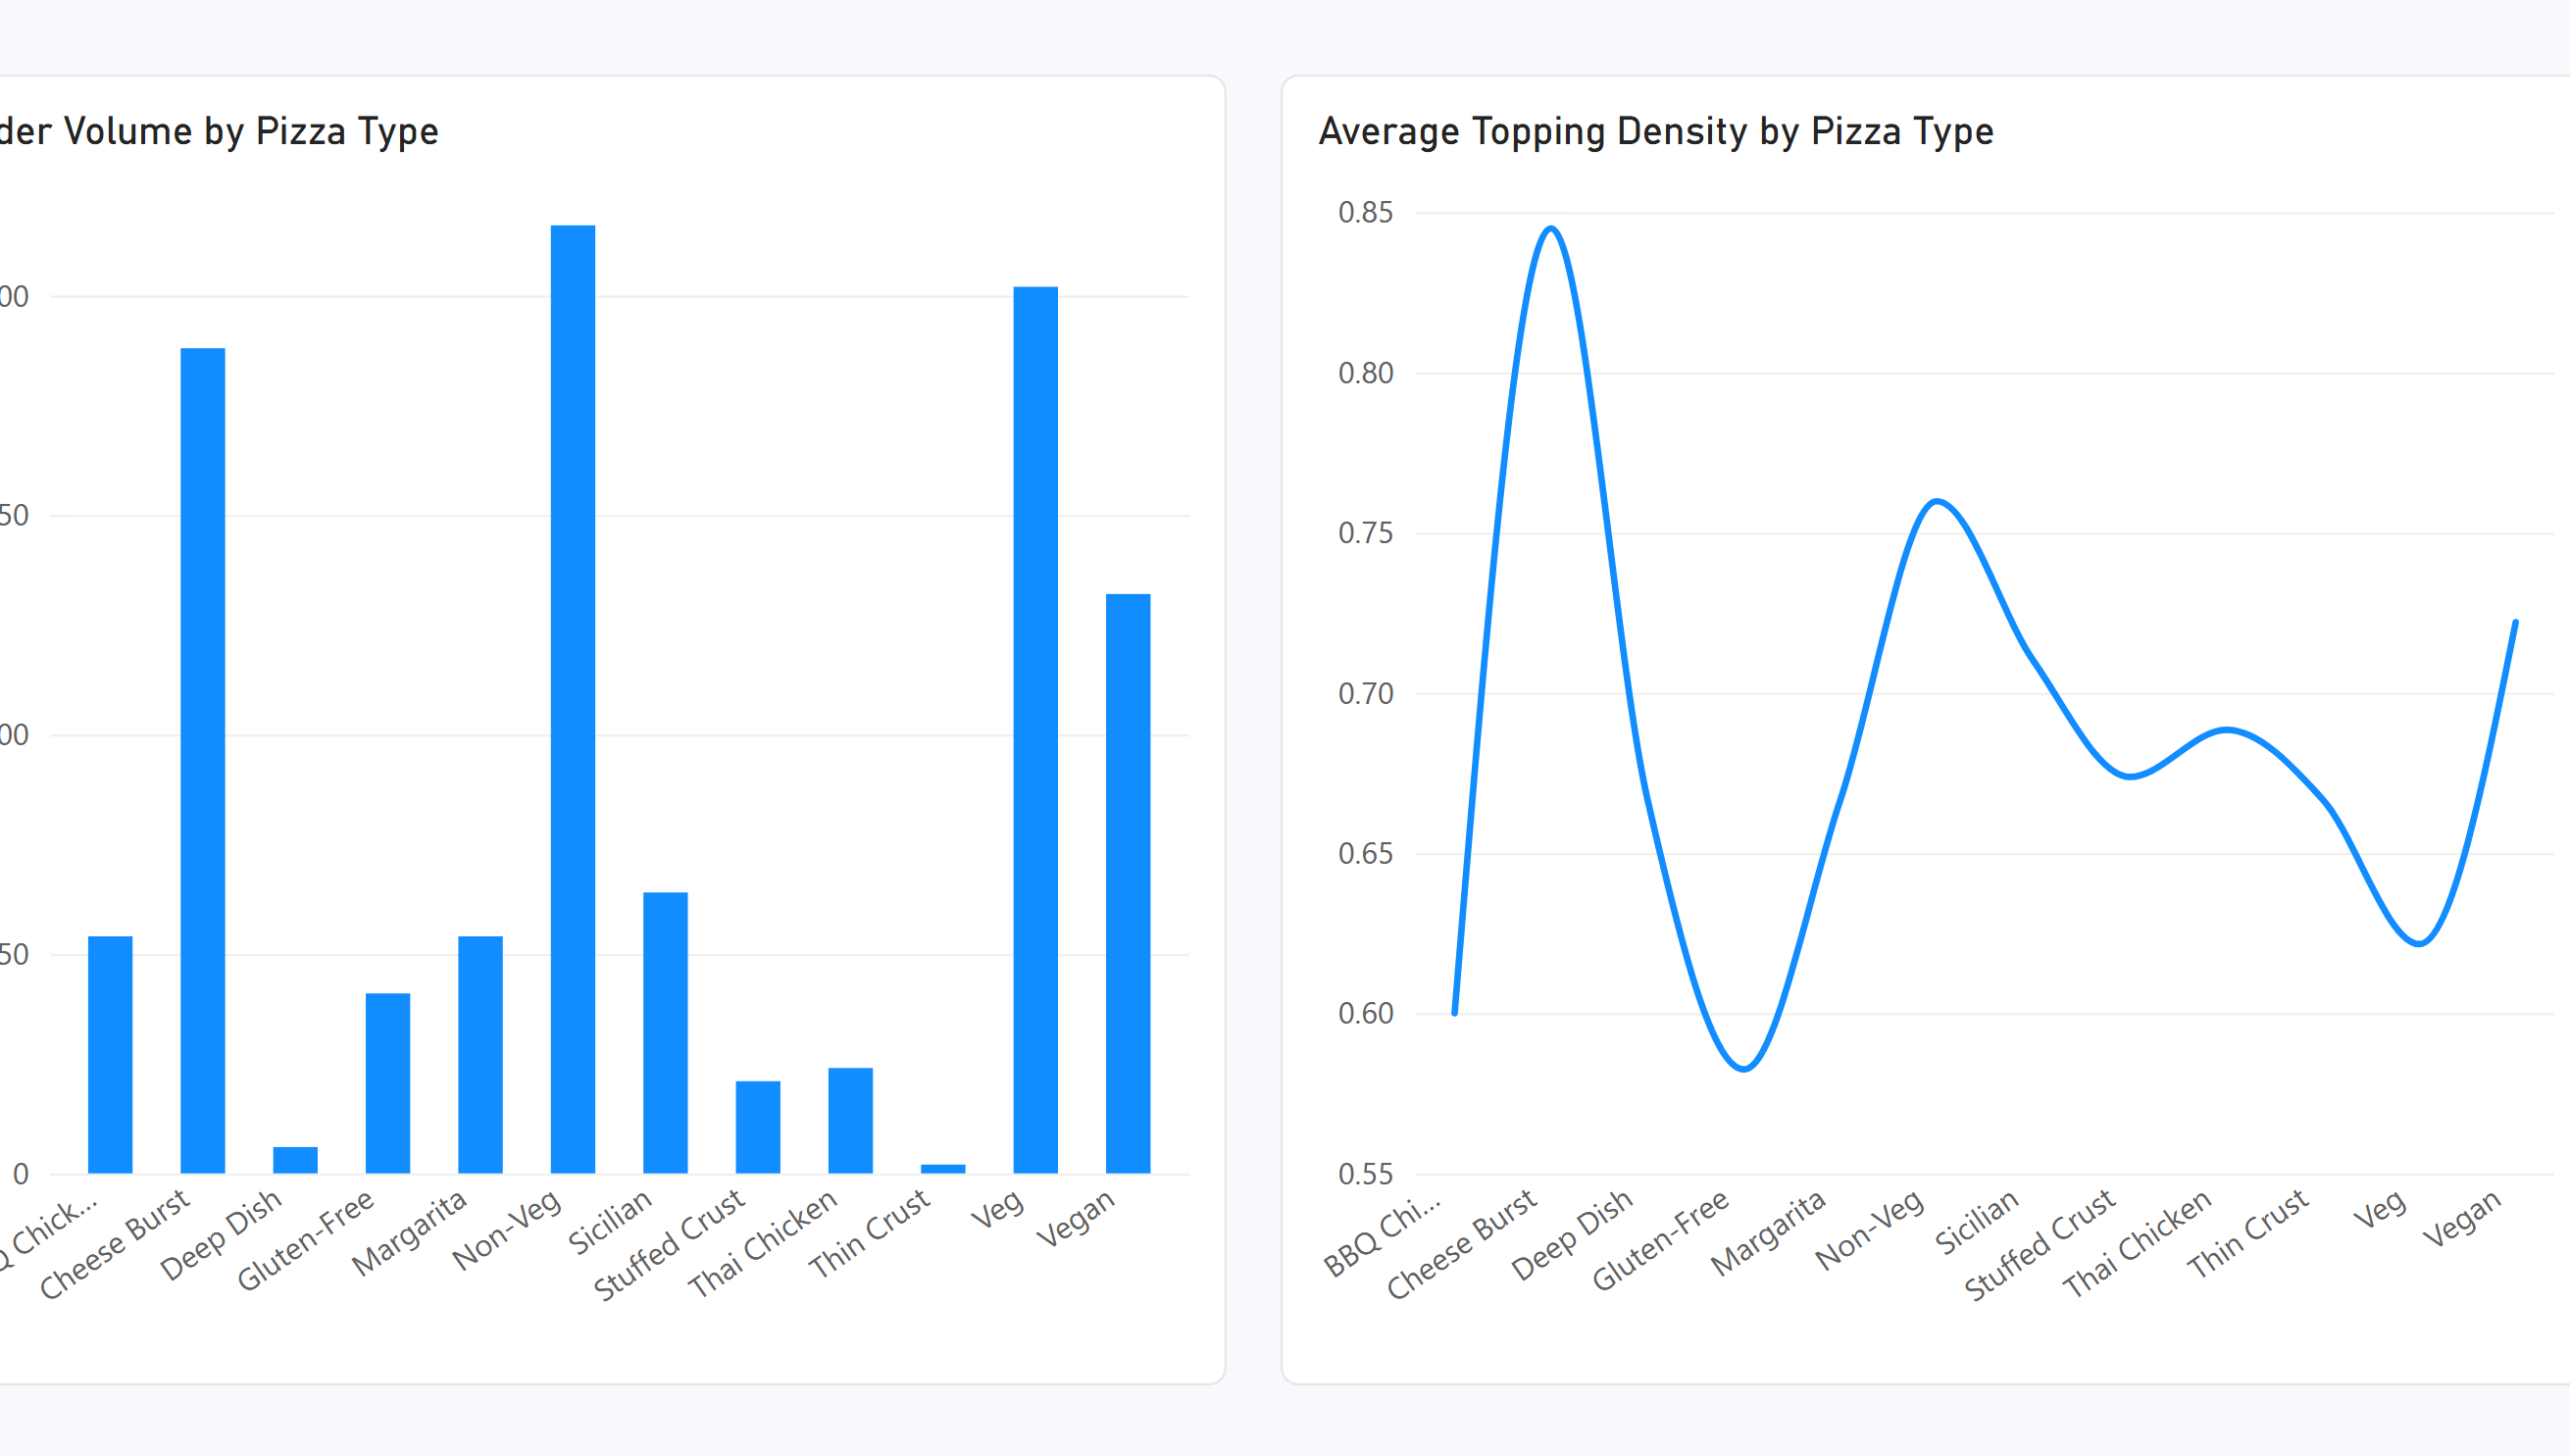 der Volume by Pizza Type
00
50
00
50
0
Q Chick...
Cheese Burst
Deep Dish
Gluten-Free
Margarita
Non-Veg
Sicilian
Stuffed Crust
Thai Chicken
Thin Crust
Veg
Vegan
Average Topping Density by Pizza Type
0.85
0.80
0.75
0.70
0.65
0.60
0.55
BBQ Chi...
Cheese Burst
Deep Dish
Gluten-Free
Margarita
Non-Veg
Sicilian
Stuffed Crust
Thai Chicken
Thin Crust
Veg
Vegan